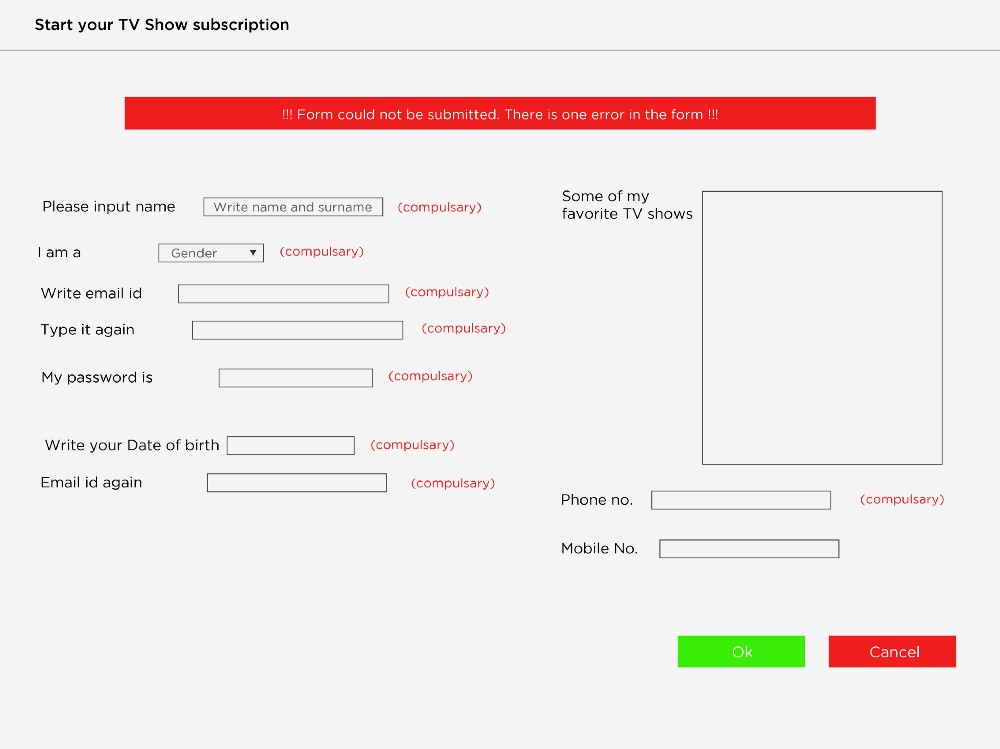 Start your TV Show subscription
!!! Form could not be submitted. There is one error in the form !!!
Please input name Write name and surname (compulsary)
I am a Gender (compulsary)
Write email id (compulsary)
Type it again (compulsary)
My password is (compulsary)
Write your Date of birth (compulsary)
Email id again (compulsary)
Some of my
favorite TV shows
Phone no. (compulsary)
Mobile No.
Ok Cancel